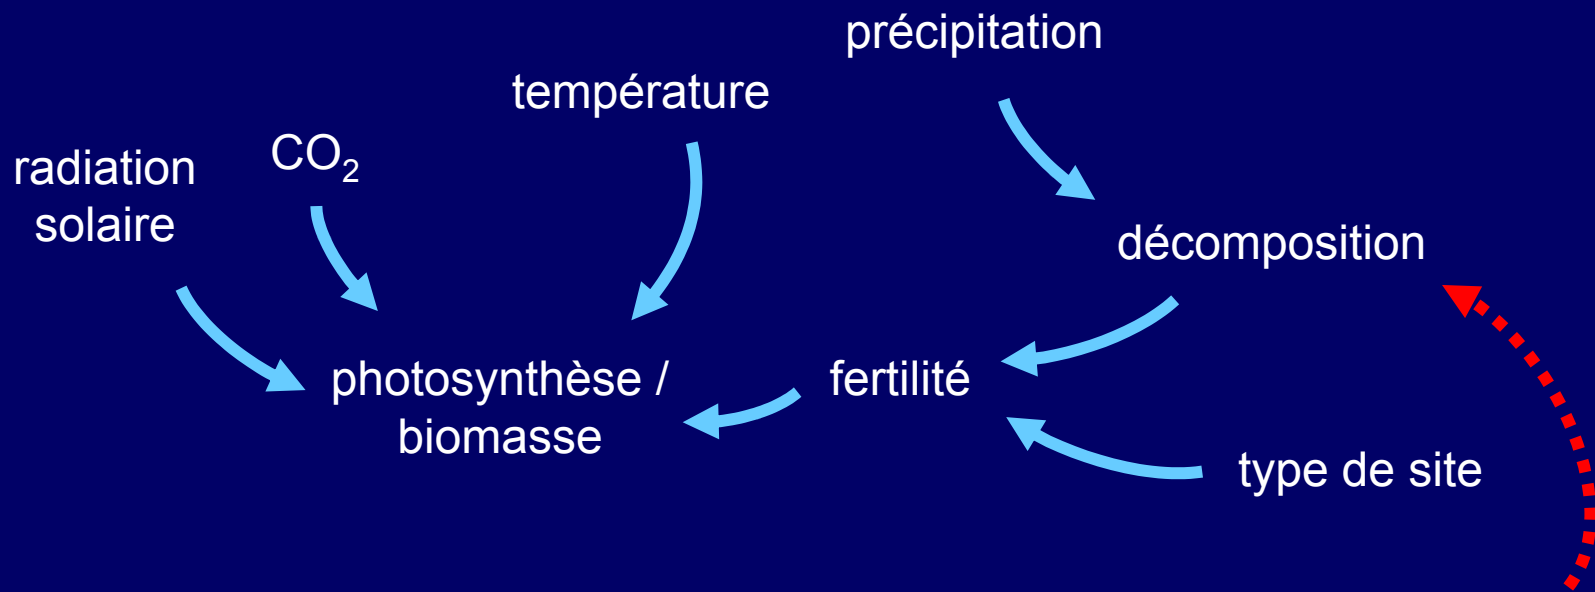 précipitation
température
CO₂
radiation
solaire
décomposition
photosynthèse /
biomasse
fertilité
type de site